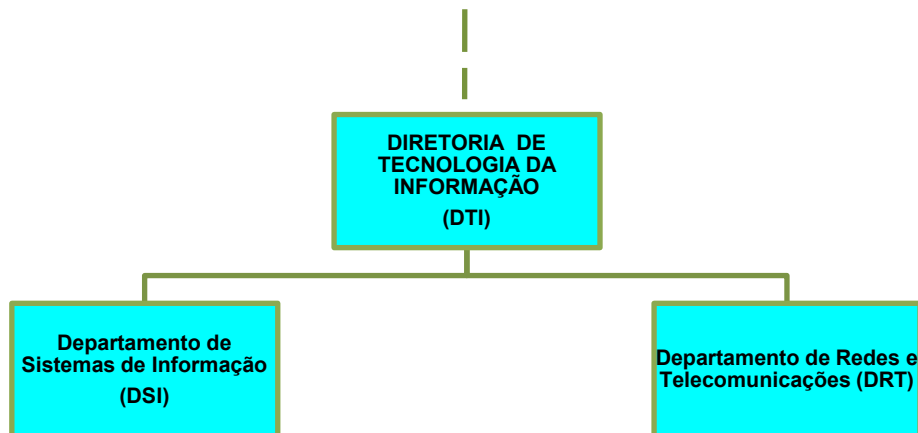 DIRETORIA DE
TECNOLOGIA DA
INFORMAÇÃO
(DTI)
Departamento de
Sistemas de Informação
(DSI)
Departamento de Redes e
Telecomunicações (DRT)